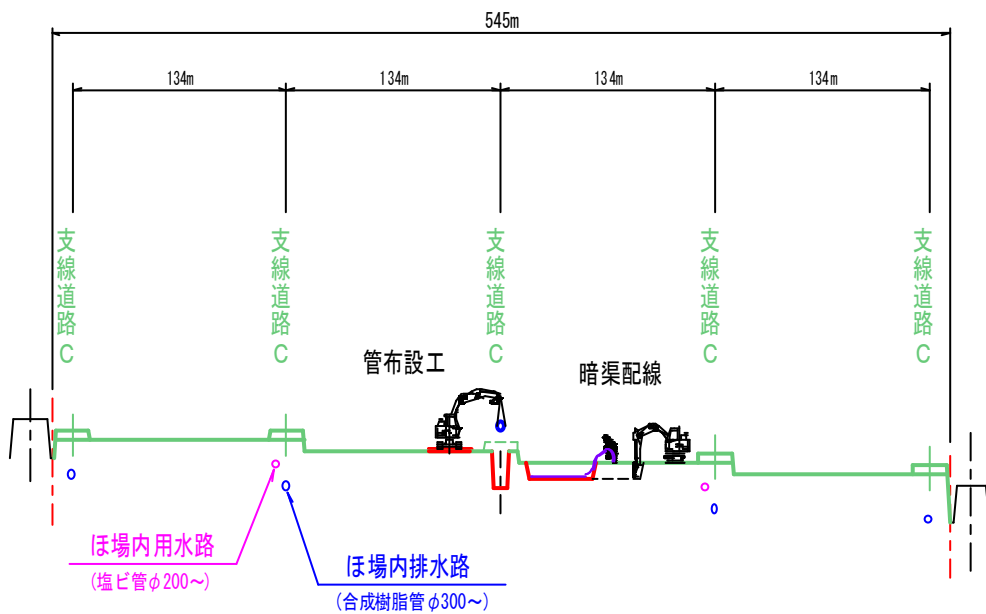 545m
134m
134m
134m
134m
支線道路C
支線道路C
支線道路C
支線道路C
支線道路C
管布設工
暗渠配線
ほ場内用水路
(塩ビ管φ200～)
ほ場内排水路
(合成樹脂管φ300～)